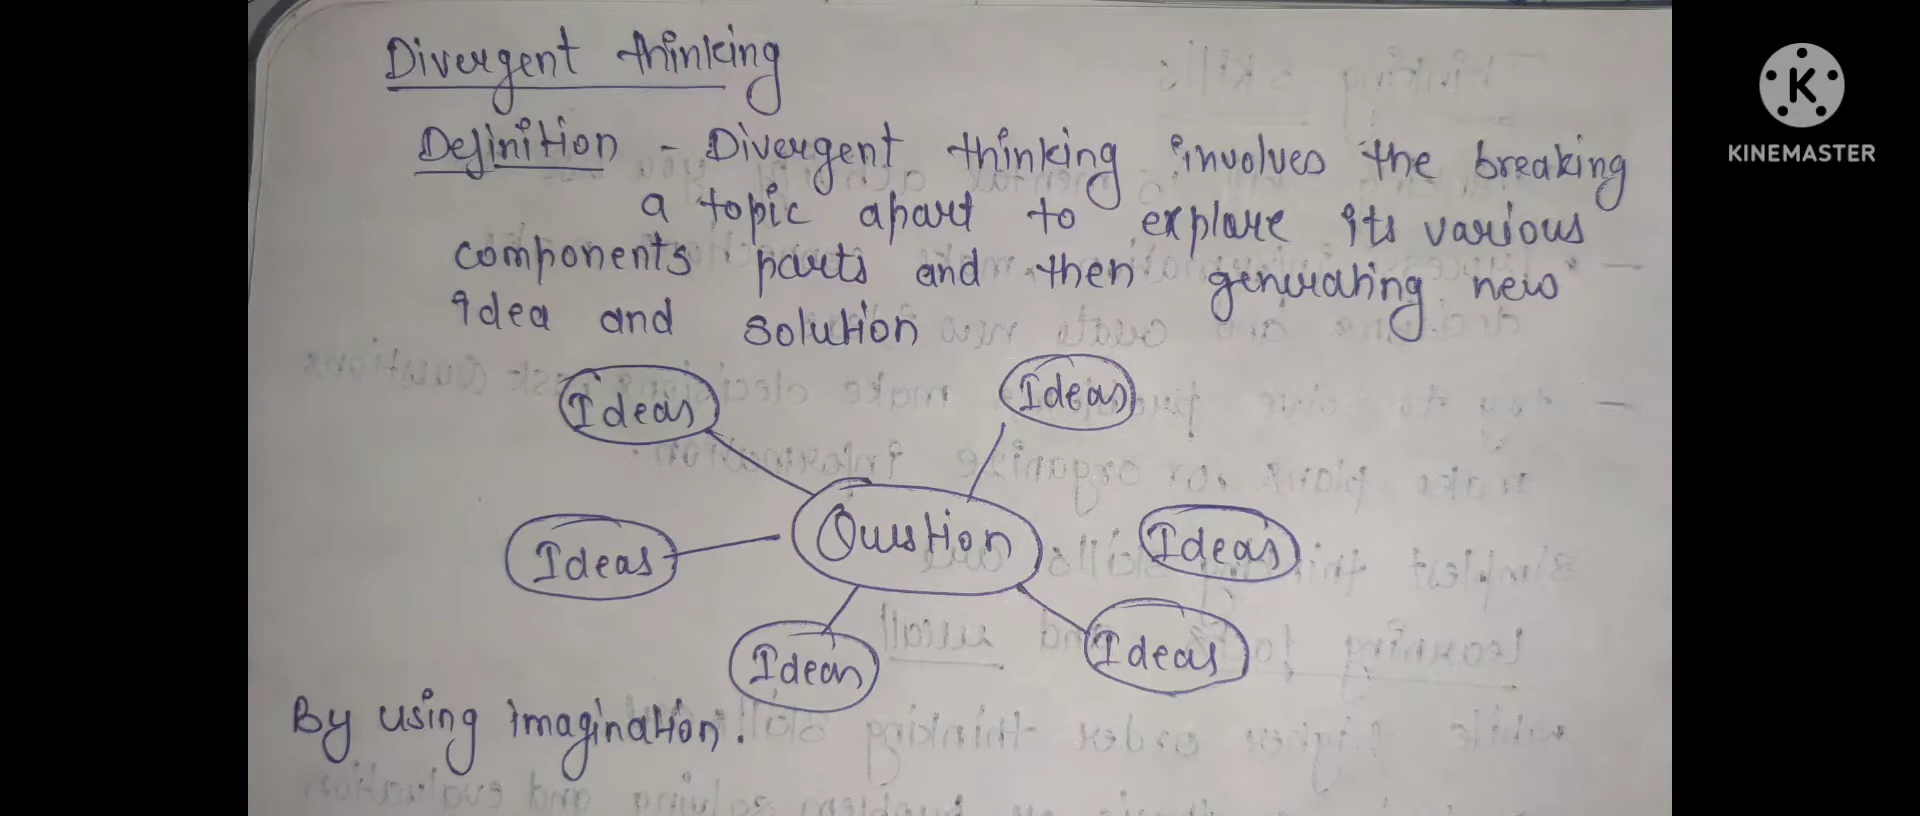 Divergent thinking
Definition - Divergent thinking involves the breaking
a topic apart to explore its various
components parts and then generating new
idea and solution
Ideas
Ideas
Question
Ideas
Ideas
Ideas
Ideas
By using imagination.
KINEMASTER